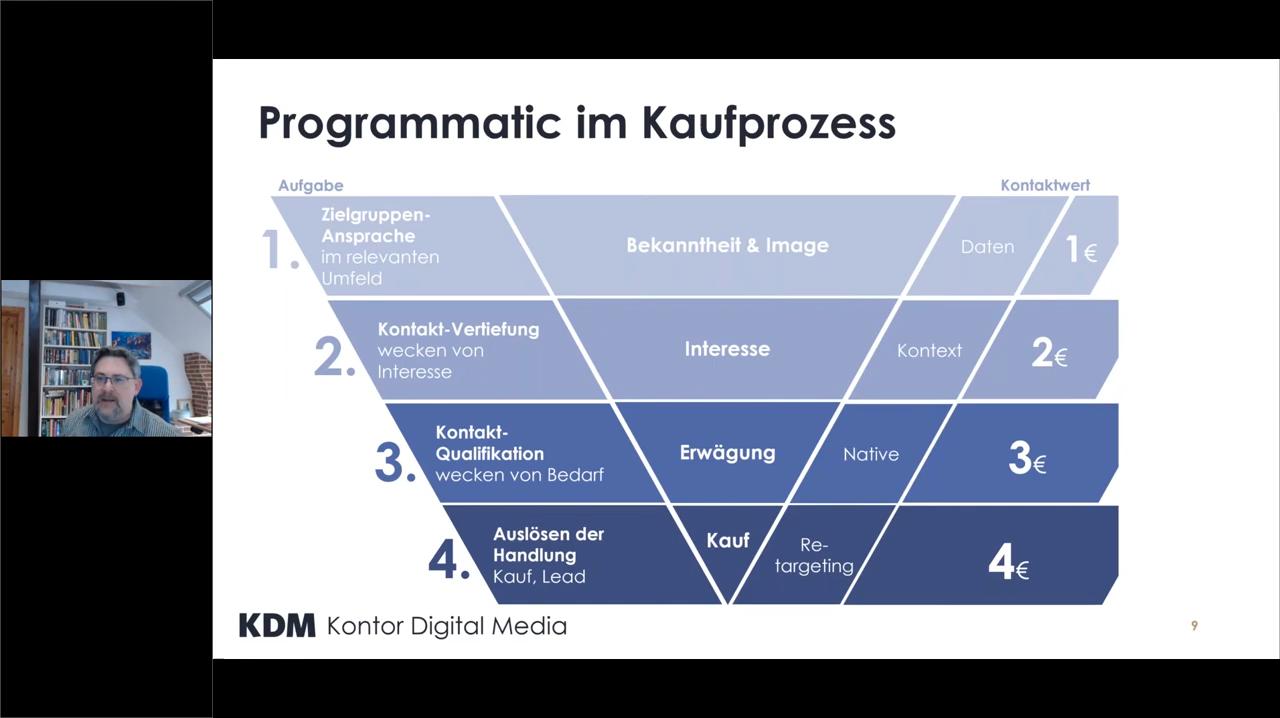 Programmatic im Kaufprozess
Aufgabe
Kontaktwert
1.
Zielgruppen-
Ansprache
im relevanten
Umfeld
Bekanntheit & Image
Daten
1€
2.
Kontakt-Vertiefung
wecken von
Interesse
Interesse
Kontext
2€
3.
Kontakt-
Qualifikation
wecken von Bedarf
Erwägung
Native
3€
4.
Auslösen der
Handlung
Kauf, Lead
Kauf
Re-
targeting
4€
KDM Kontor Digital Media
9